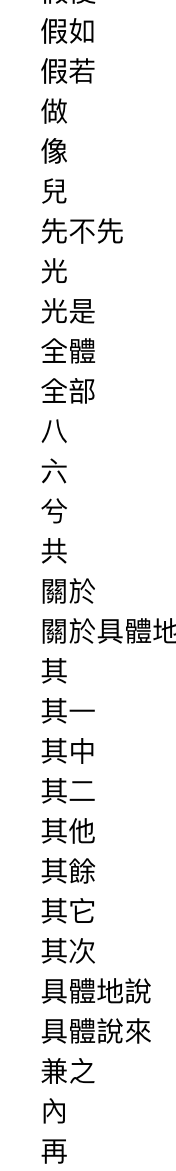 假如
假若
做
像
兒
先不先
光
光是
全體
全部
八
六
兮
共
關於
關於具體地
其
其一
其中
其二
其他
其餘
其它
其次
具體地說
具體說來
兼之
內
再